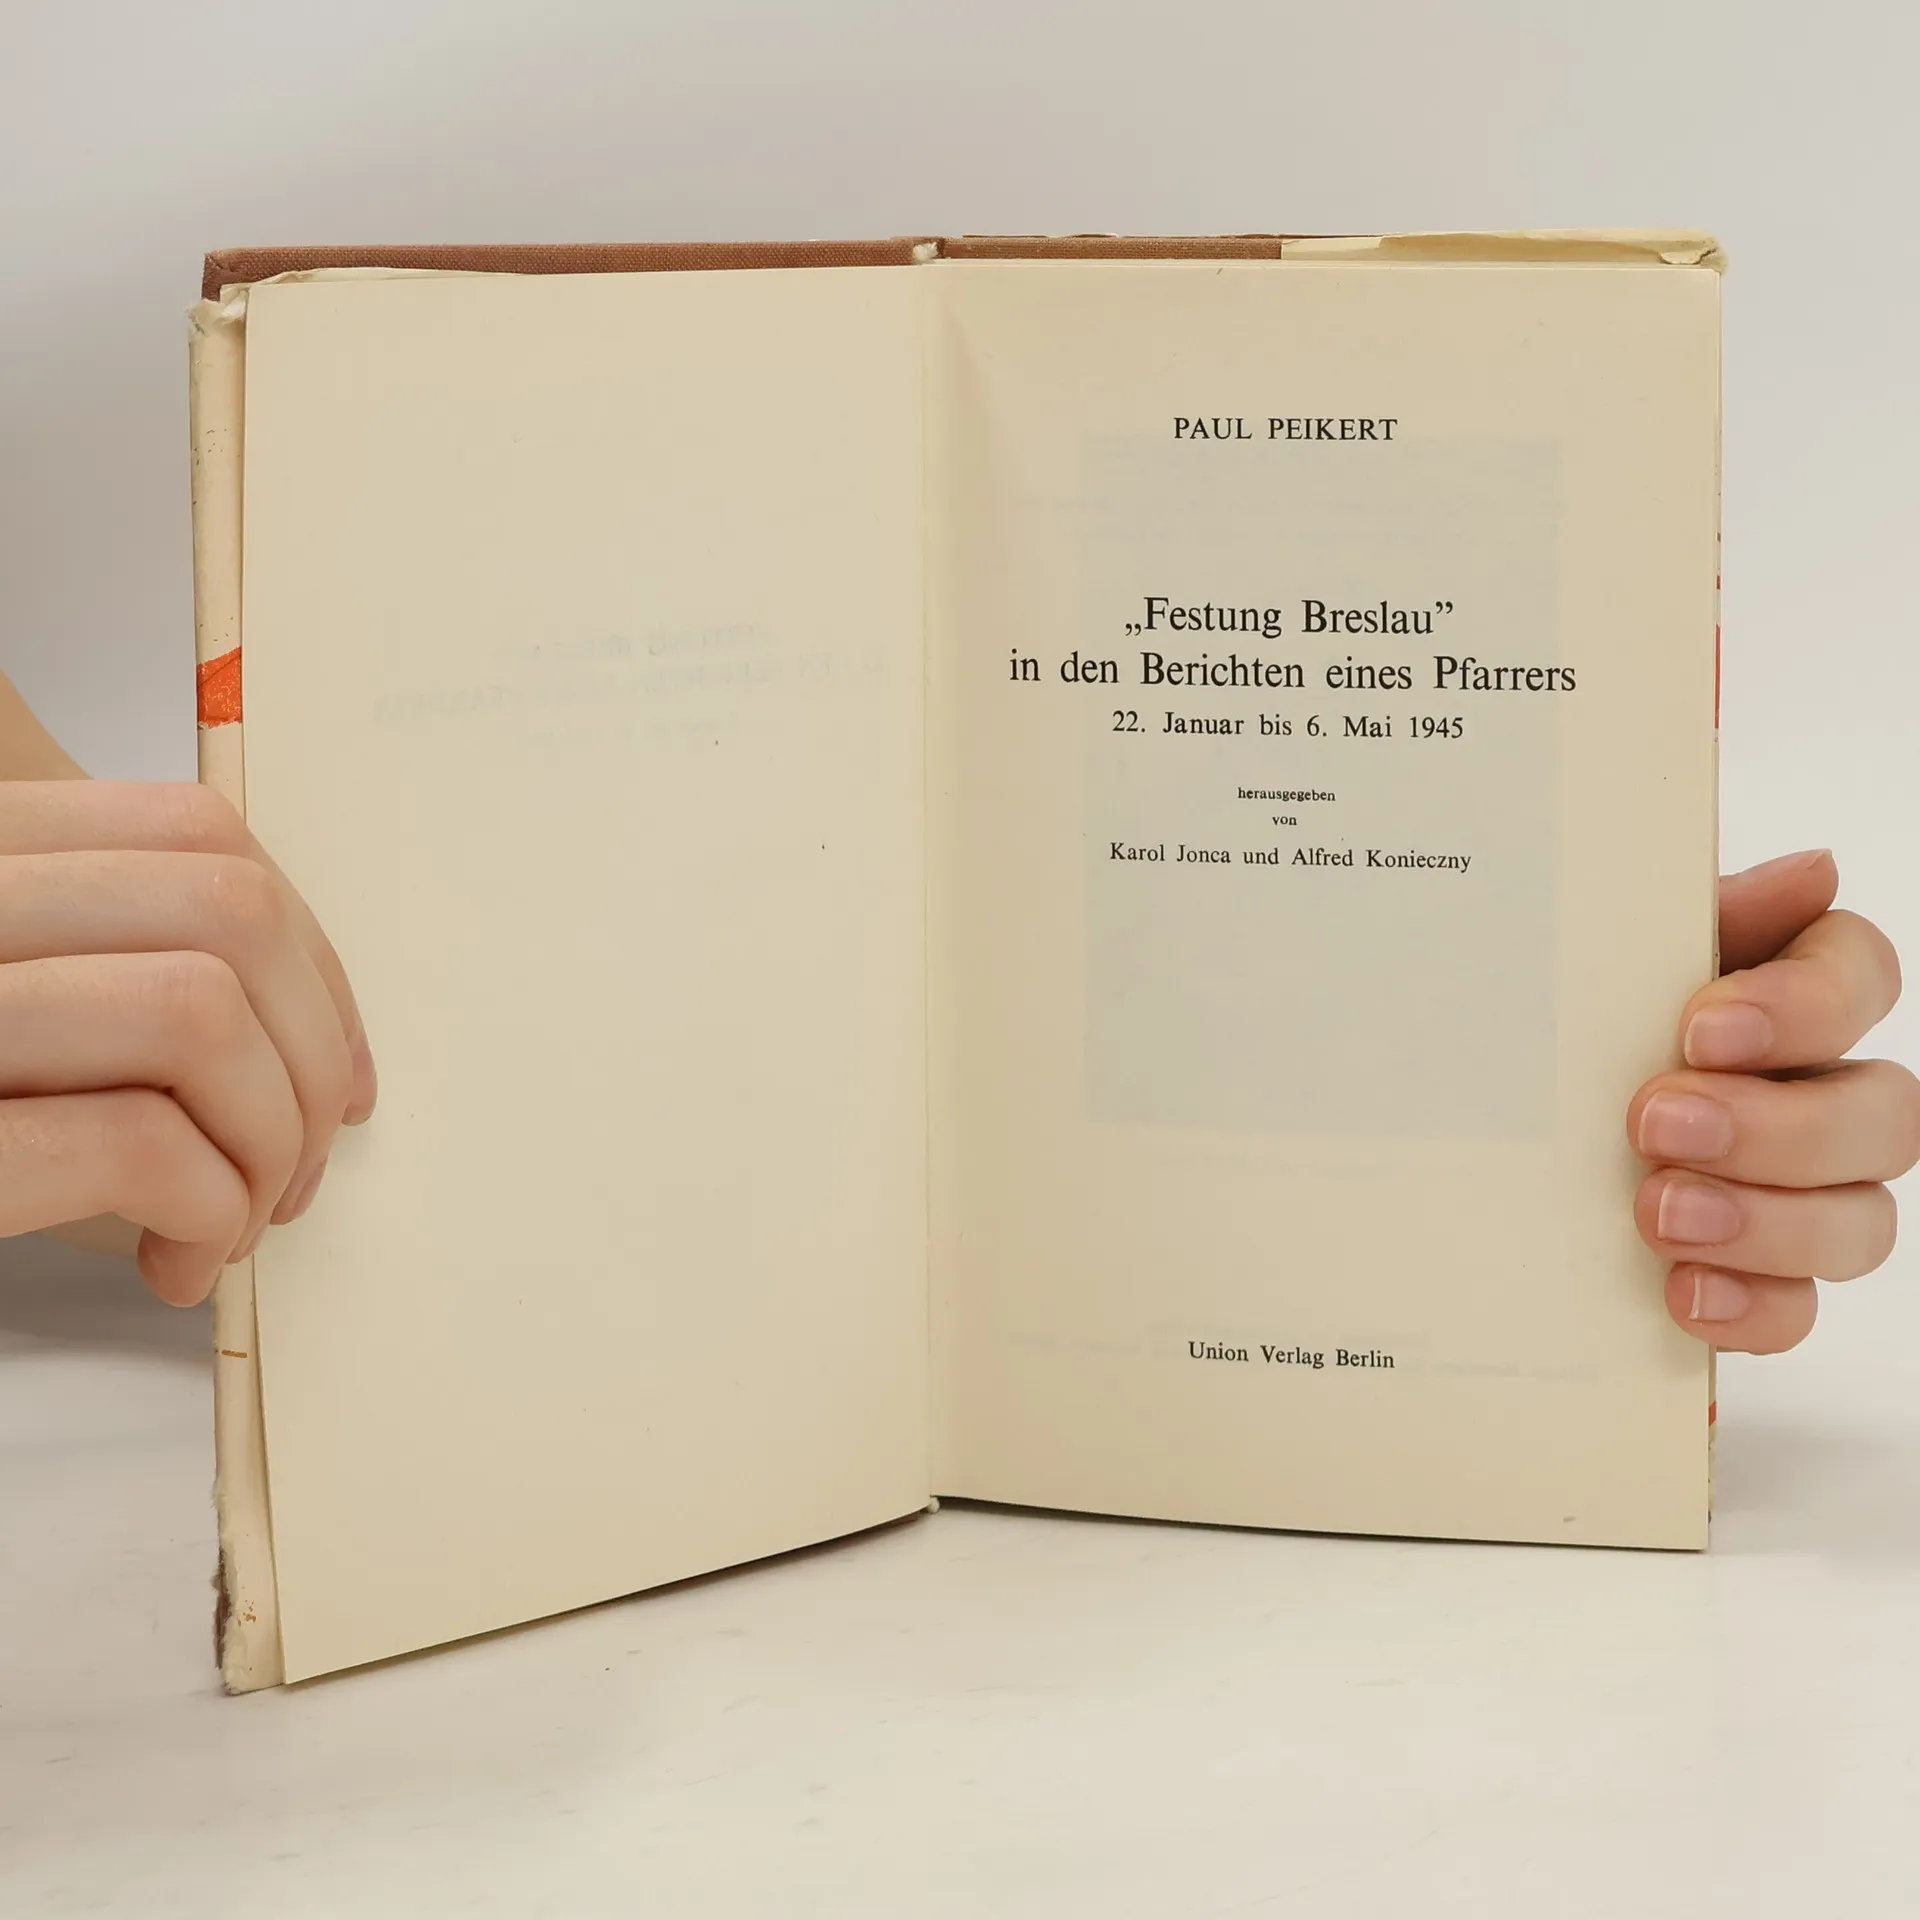 PAUL PEIKERT
„Festung Breslau”
in den Berichten eines Pfarrers
22. Januar bis 6. Mai 1945
herausgegeben
von
Karol Jonca und Alfred Konieczny
Union Verlag Berlin